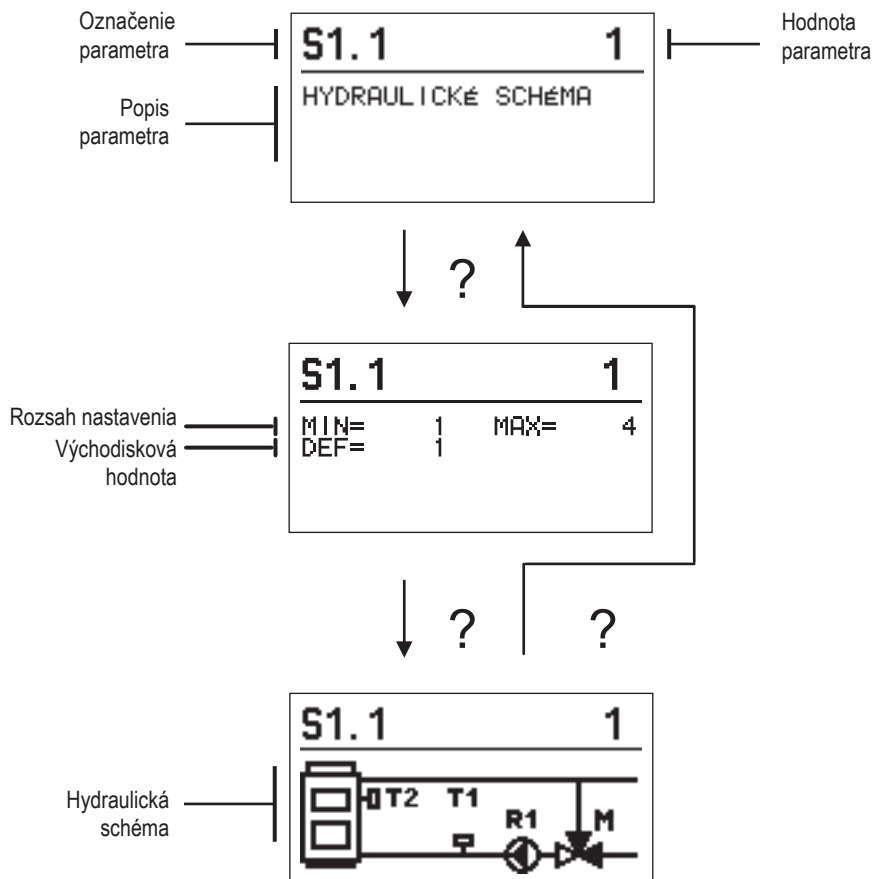 Označenie
parametra
S1.1 1
Hodnota
parametra
Popis
parametra
HYDRAULICKÉ SCHÉMA
?
S1.1 1
Rozsah nastavenia
MIN= 1 MAX= 4
Východisková
hodnota
DEF= 1
? ?
S1.1 1
Hydraulická
schéma
T2 T1
R1 M